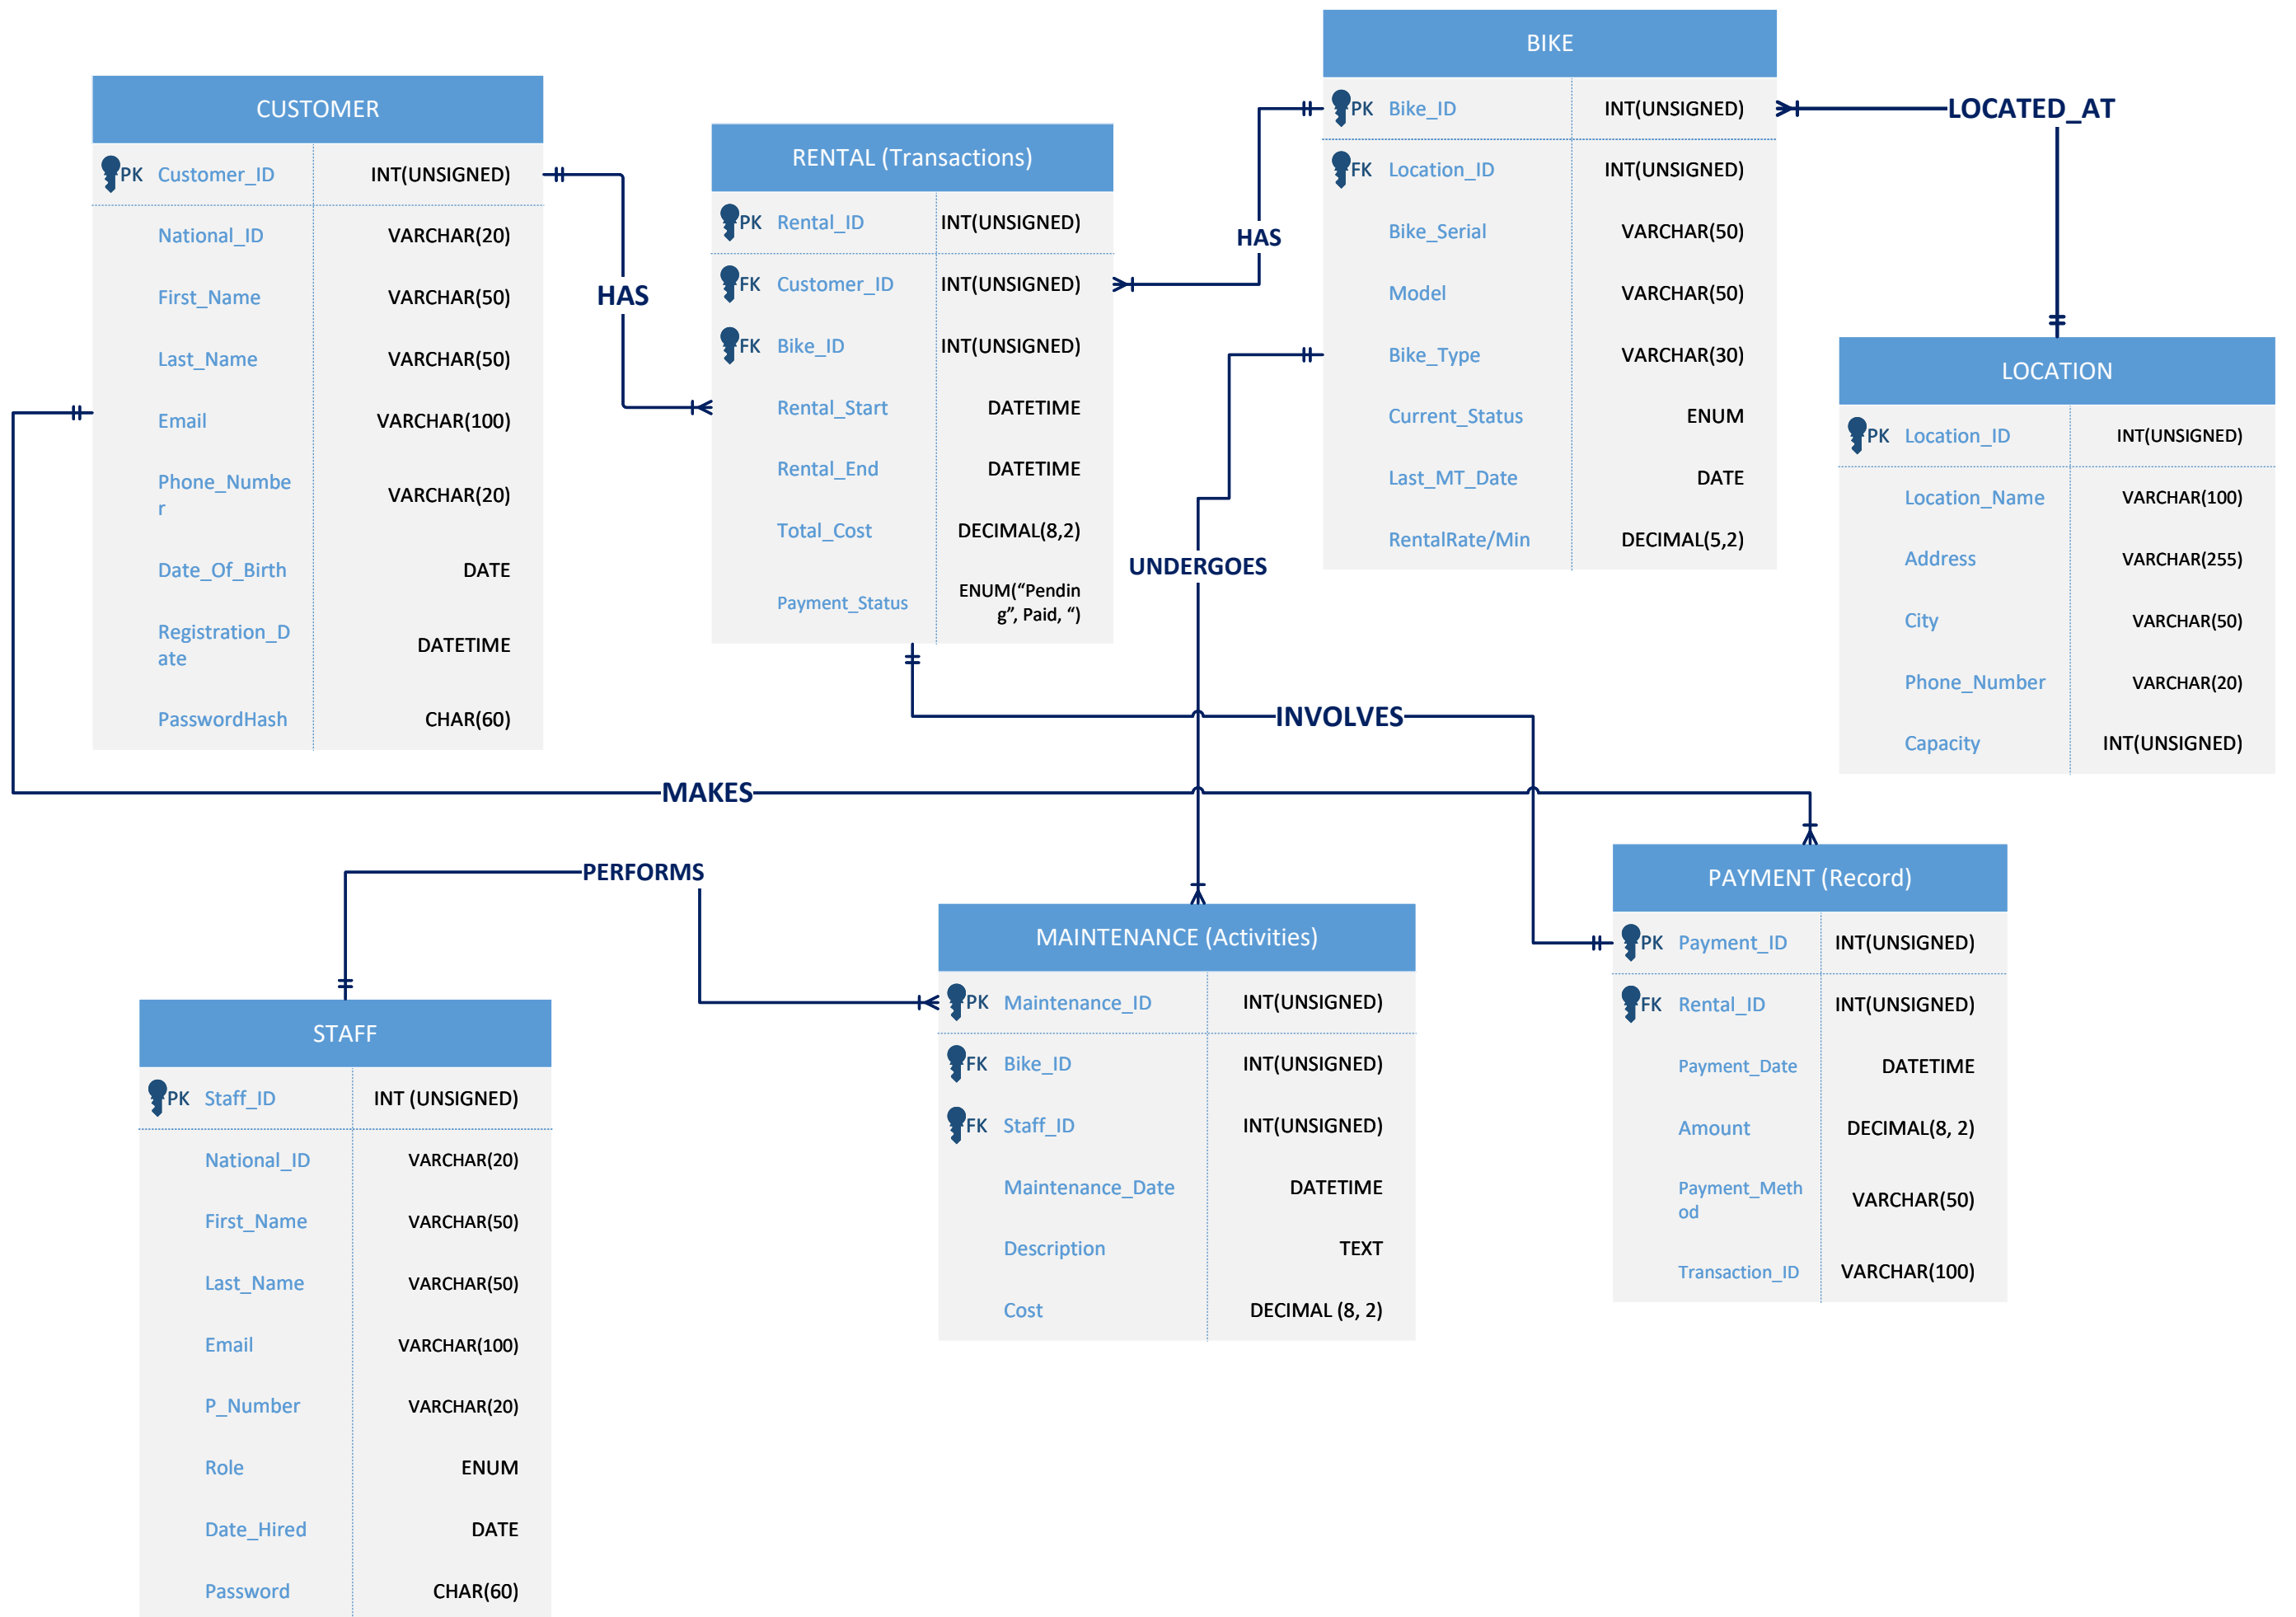 CUSTOMER
PK Customer_ID INT(UNSIGNED)
National_ID VARCHAR(20)
First_Name VARCHAR(50)
Last_Name VARCHAR(50)
Email VARCHAR(100)
Phone_Numbe
r VARCHAR(20)
Date_Of_Birth DATE
Registration_D
ate DATETIME
PasswordHash CHAR(60)
HAS
RENTAL (Transactions)
PK Rental_ID INT(UNSIGNED)
FK Customer_ID INT(UNSIGNED)
FK Bike_ID INT(UNSIGNED)
Rental_Start DATETIME
Rental_End DATETIME
Total_Cost DECIMAL(8,2)
Payment_Status ENUM(“Pendin
g”, Paid, “)
HAS
BIKE
PK Bike_ID INT(UNSIGNED)
FK Location_ID INT(UNSIGNED)
Bike_Serial VARCHAR(50)
Model VARCHAR(50)
Bike_Type VARCHAR(30)
Current_Status ENUM
Last_MT_Date DATE
RentalRate/Min DECIMAL(5,2)
LOCATED_AT
LOCATION
PK Location_ID INT(UNSIGNED)
Location_Name VARCHAR(100)
Address VARCHAR(255)
City VARCHAR(50)
Phone_Number VARCHAR(20)
Capacity INT(UNSIGNED)
UNDERGOES
INVOLVES
MAKES
PERFORMS
STAFF
PK Staff_ID INT (UNSIGNED)
National_ID VARCHAR(20)
First_Name VARCHAR(50)
Last_Name VARCHAR(50)
Email VARCHAR(100)
P_Number VARCHAR(20)
Role ENUM
Date_Hired DATE
Password CHAR(60)
MAINTENANCE (Activities)
PK Maintenance_ID INT(UNSIGNED)
FK Bike_ID INT(UNSIGNED)
FK Staff_ID INT(UNSIGNED)
Maintenance_Date DATETIME
Description TEXT
Cost DECIMAL (8, 2)
PAYMENT (Record)
PK Payment_ID INT(UNSIGNED)
FK Rental_ID INT(UNSIGNED)
Payment_Date DATETIME
Amount DECIMAL(8, 2)
Payment_Meth
od VARCHAR(50)
Transaction_ID VARCHAR(100)